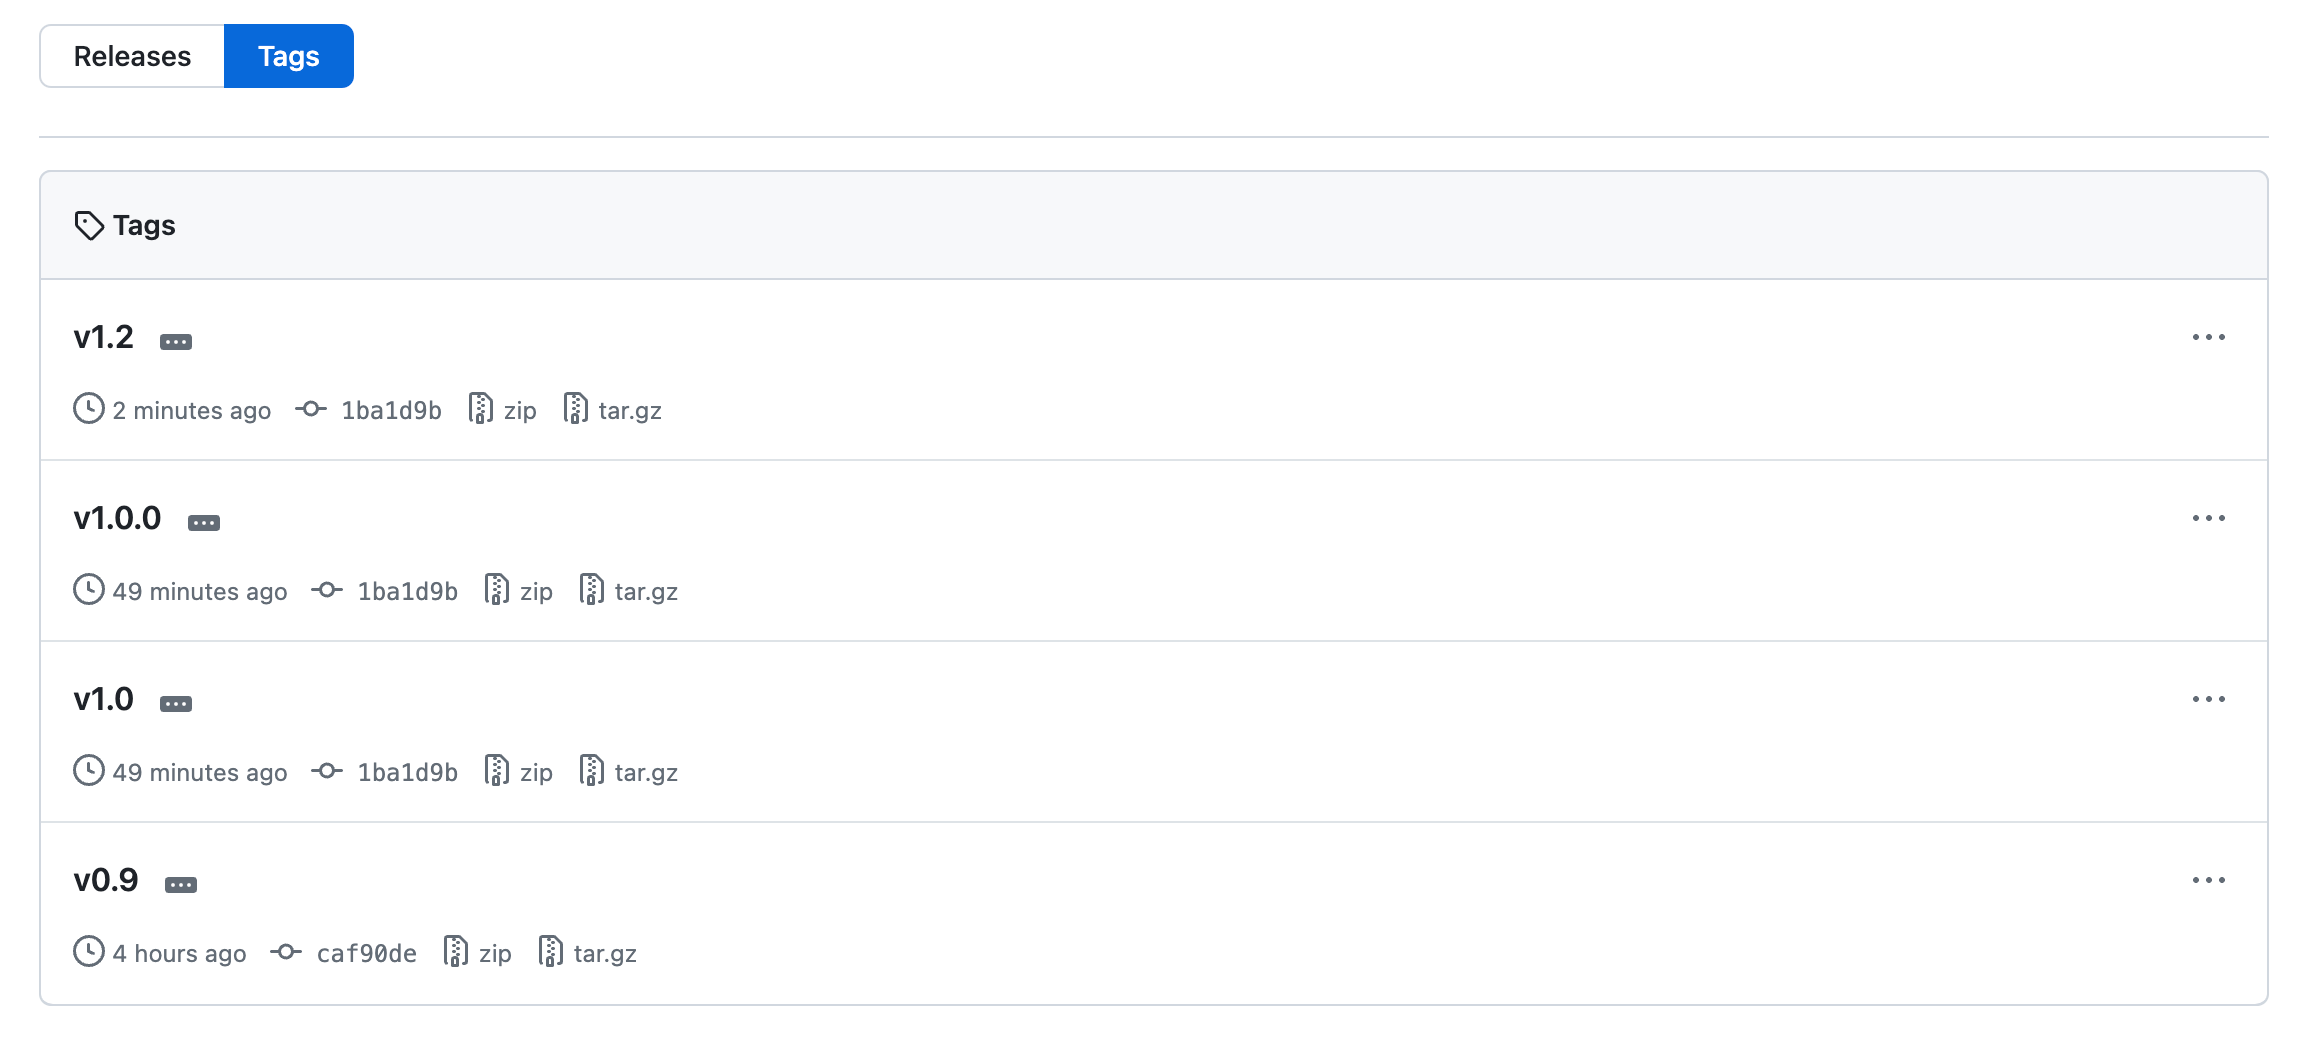 Releases Tags
Tags
v1.2
2 minutes ago 1ba1d9b zip tar.gz
v1.0.0
49 minutes ago 1ba1d9b zip tar.gz
v1.0
49 minutes ago 1ba1d9b zip tar.gz
v0.9
4 hours ago caf90de zip tar.gz